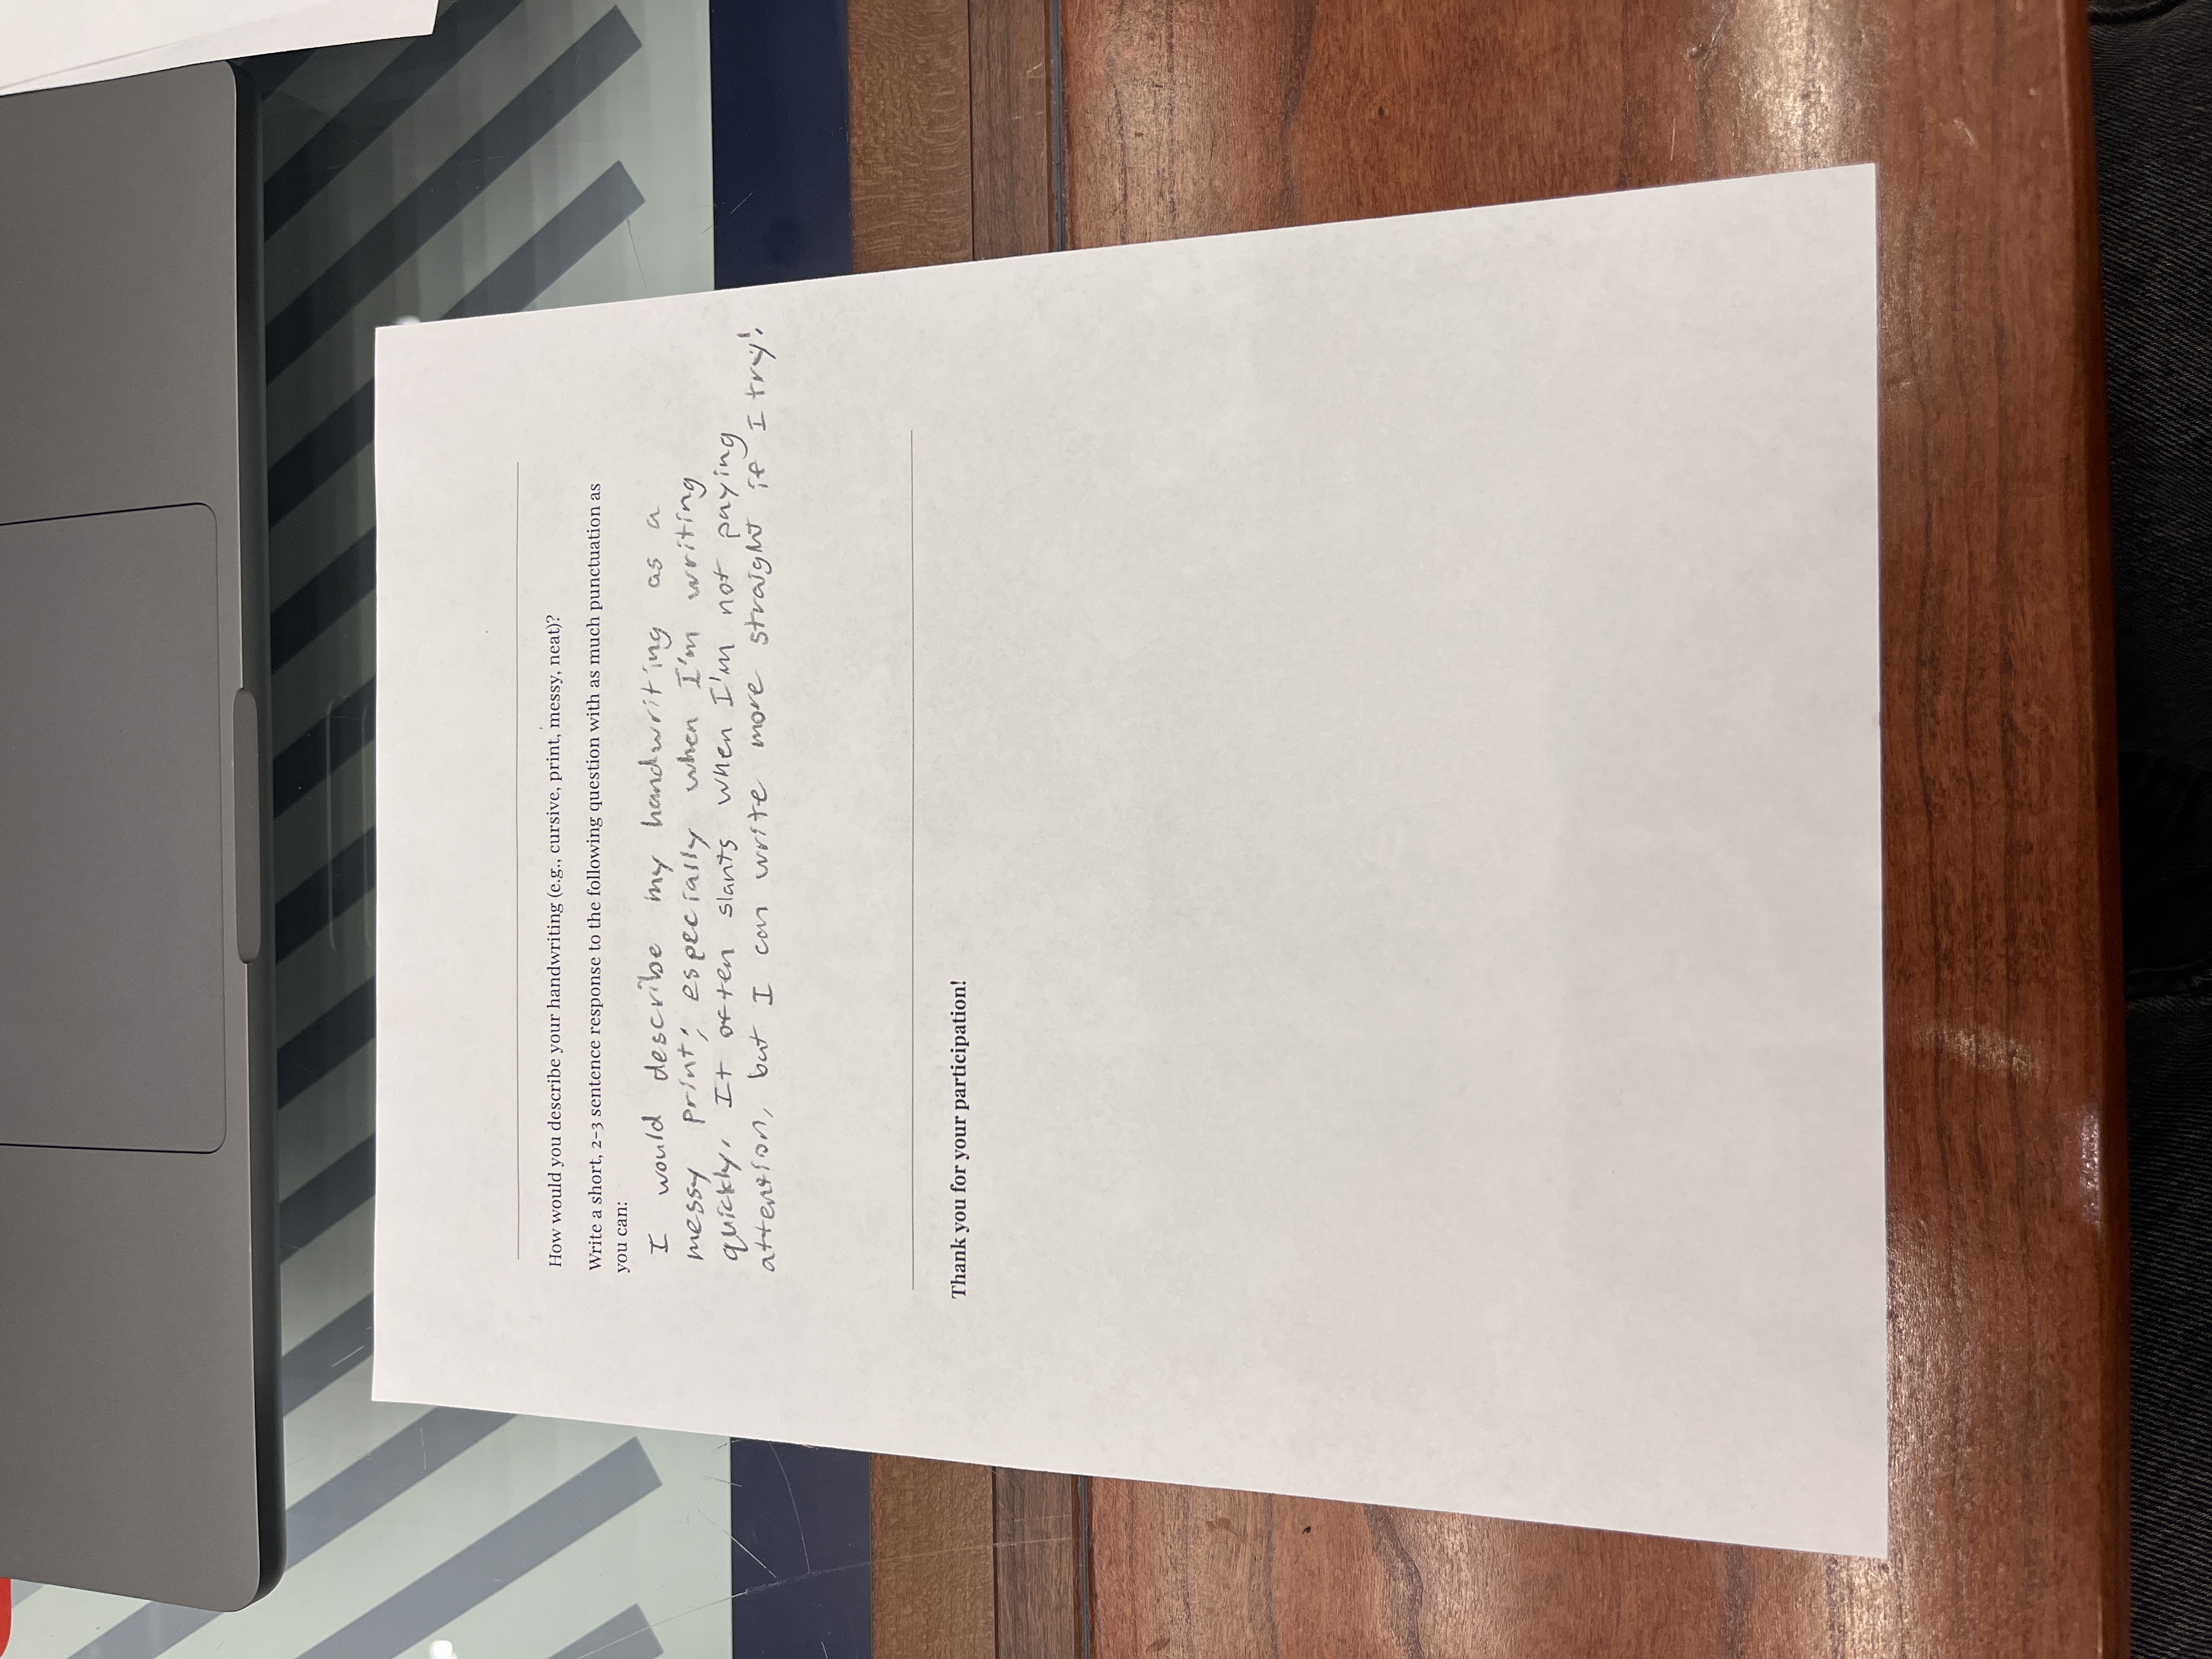 How would you describe your handwriting (e.g., cursive, print, messy, neat)?
Write a short, 2-3 sentence response to the following question with as much punctuation as
you can:
I would describe my handwriting as a
messy print; especially when I'm writing
quickly. It often slants when I'm not paying
attention, but I can write more straight if I try!
Thank you for your participation!